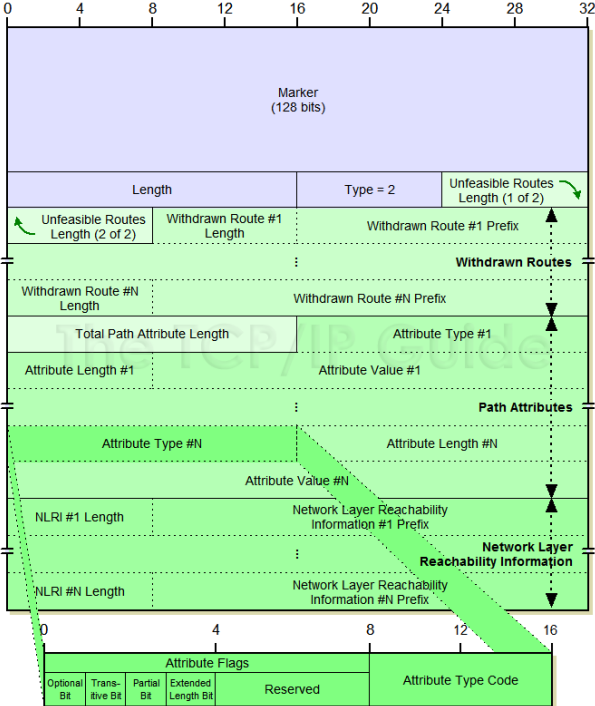 0 4 8 12 16 20 24 28 32
Marker
(128 bits)
Length
Type = 2
Unfeasible Routes
Length (1 of 2)
Unfeasible Routes
Length (2 of 2)
Withdrawn Route #1
Length
Withdrawn Route #1 Prefix
Withdrawn Routes
Withdrawn Route #N
Length
Withdrawn Route #N Prefix
The TCP/IP Guide
Total Path Attribute Length
Attribute Type #1
Attribute Length #1
Attribute Value #1
Path Attributes
Attribute Type #N
Attribute Length #N
Attribute Value #N
NLRI #1 Length
Network Layer Reachability
Information #1 Prefix
Network Layer
Reachability Information
NLRI #N Length
Network Layer Reachability
Information #N Prefix
0 4 8 12 16
Attribute Flags
Attribute Type Code
Optional
Bit
Trans-
itive Bit
Partial
Bit
Extended
Length Bit
Reserved